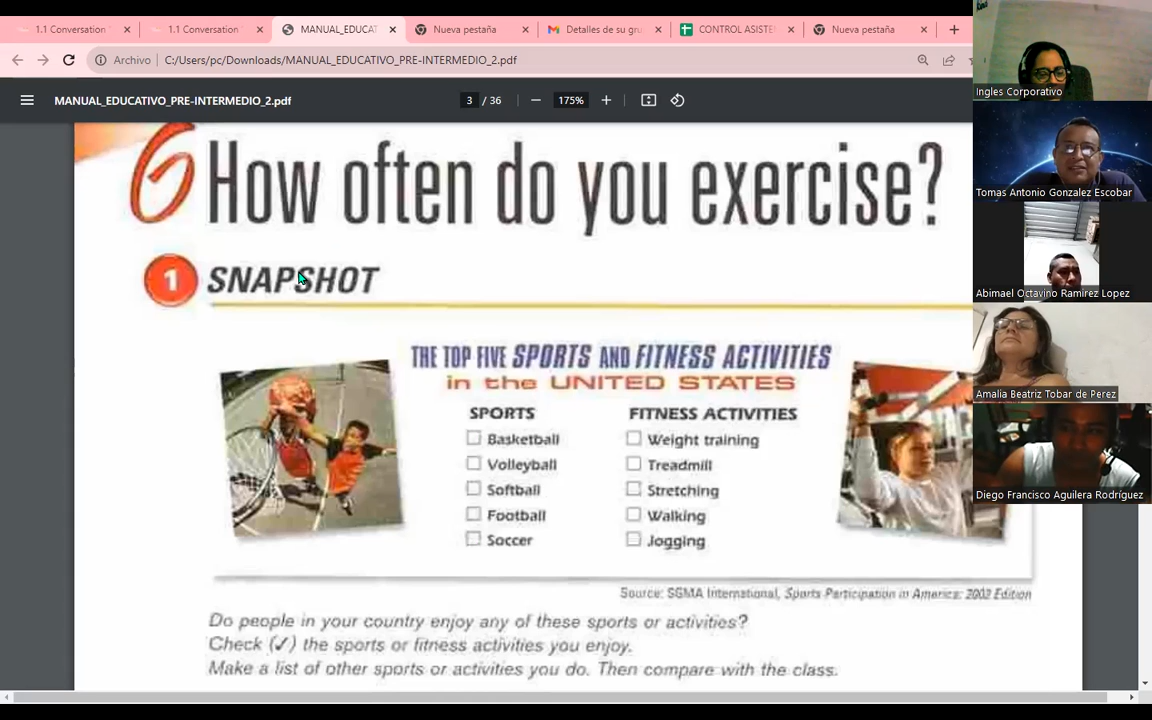 1.1 Conversation
1.1 Conversation
MANUAL_EDUCAT
Nueva pestaña
Detalles de su gru
CONTROL ASISTE
Nueva pestaña
Archivo
C:/Users/pc/Downloads/MANUAL_EDUCATIVO_PRE-INTERMEDIO_2.pdf
MANUAL_EDUCATIVO_PRE-INTERMEDIO_2.pdf
3 / 36
175%
6 How often do you exercise?
1 SNAPSHOT
THE TOP FIVE SPORTS AND FITNESS ACTIVITIES
in the UNITED STATES
SPORTS
Basketball
Volleyball
Softball
Football
Soccer
FITNESS ACTIVITIES
Weight training
Treadmill
Stretching
Walking
Jogging
Source: SGMA International, Sports Participation in America: 2002 Edition
Do people in your country enjoy any of these sports or activities?
Check (✓) the sports or fitness activities you enjoy.
Make a list of other sports or activities you do. Then compare with the class.
Ingles Corporativo
Tomas Antonio Gonzalez Escobar
Abimael Octavino Ramirez Lopez
Amalia Beatriz Tobar de Perez
Diego Francisco Aguilera Rodríguez